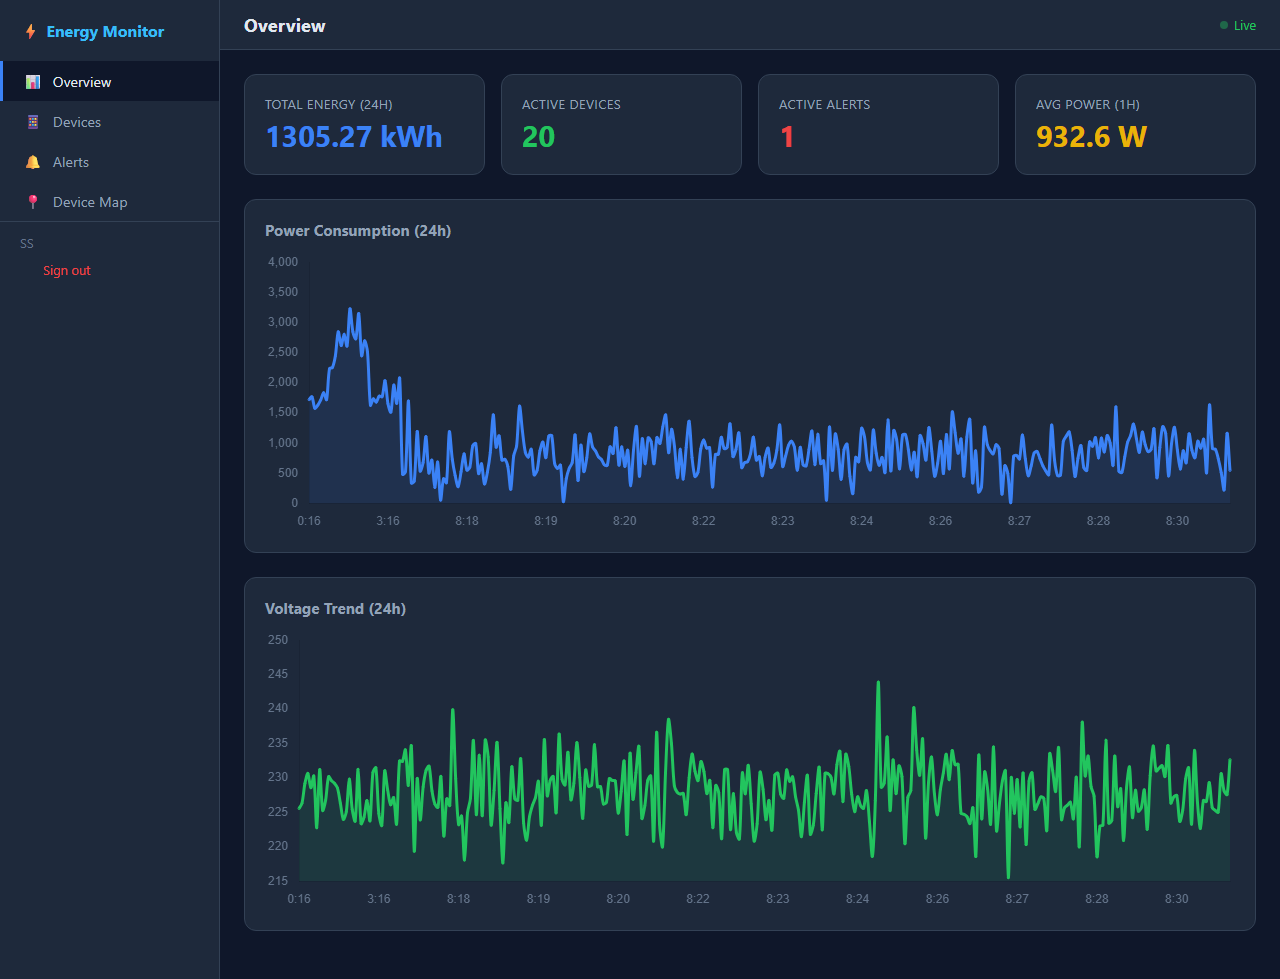 Energy Monitor
Overview
Devices
Alerts
Device Map
SS
Sign out
Overview
Live
TOTAL ENERGY (24H)
1305.27 kWh
ACTIVE DEVICES
20
ACTIVE ALERTS
1
AVG POWER (1H)
932.6 W
Power Consumption (24h)
4,000
3,500
3,000
2,500
2,000
1,500
1,000
500
0
0:16 3:16 8:18 8:19 8:20 8:22 8:23 8:24 8:26 8:27 8:28 8:30
Voltage Trend (24h)
250
245
240
235
230
225
220
215
0:16 3:16 8:18 8:19 8:20 8:22 8:23 8:24 8:26 8:27 8:28 8:30